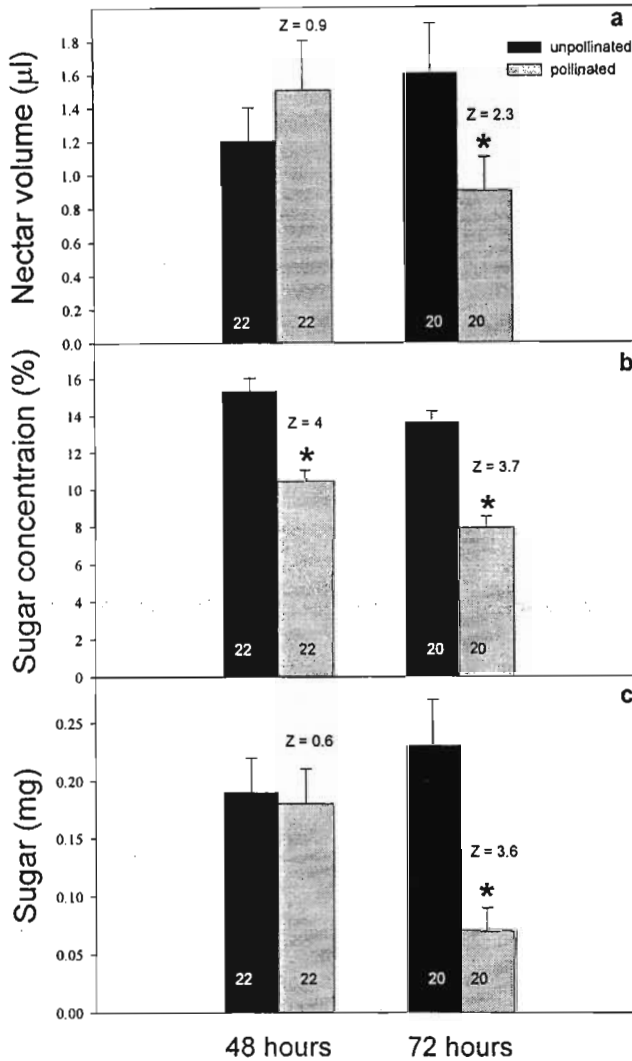 a
Nectar volume (µl)
1.8
1.6
1.4
1.2
1.0
0.8
0.6
0.4
0.2
0.0
Z = 0.9
unpollinated
pollinated
Z = 2.3
*
22
22
20
20
b
Sugar concentraion (%)
16
14
12
10
8
6
4
2
0
Z = 4
*
Z = 3.7
*
22
22
20
20
c
Sugar (mg)
0.25
0.20
0.15
0.10
0.05
0.00
Z = 0.6
Z = 3.6
*
22
22
20
20
48 hours
72 hours